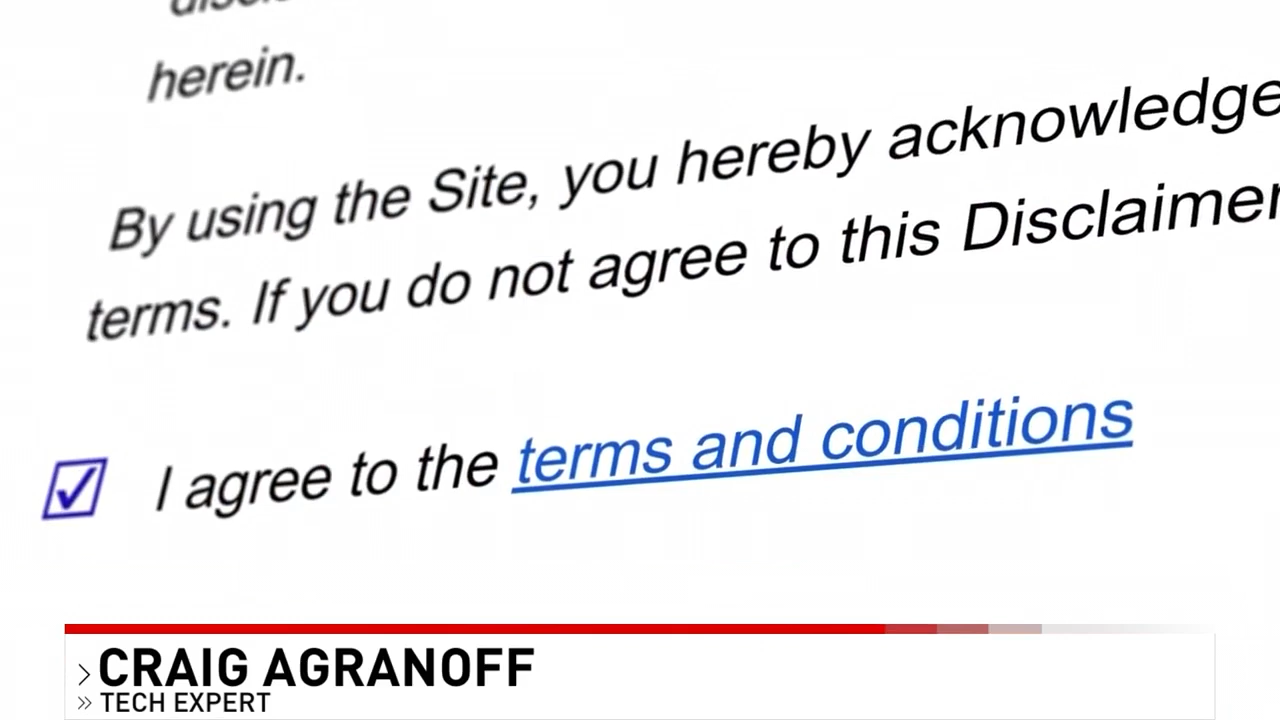 herein.
By using the Site, you hereby acknowledge
terms. If you do not agree to this Disclaimer
I agree to the terms and conditions
CRAIG AGRANOFF
TECH EXPERT